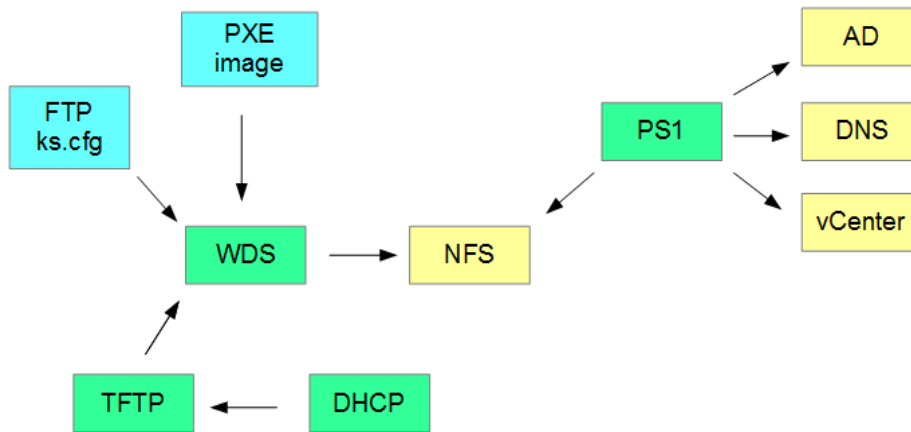 PXE
image
AD
FTP
ks.cfg
PS1
DNS
vCenter
WDS
NFS
TFTP
DHCP